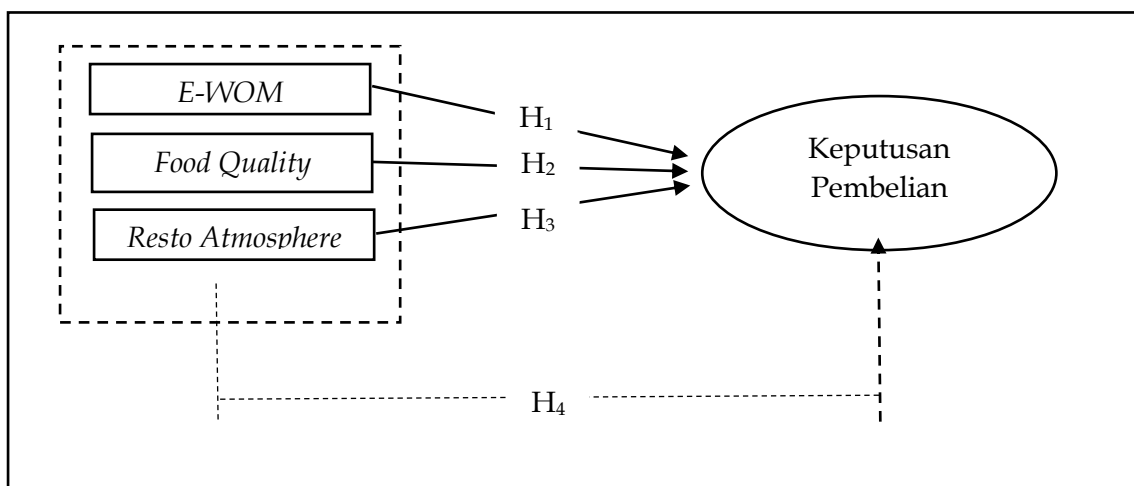 E-WOM
Food Quality
Resto Atmosphere
H1
H2
H3
Keputusan
Pembelian
H4